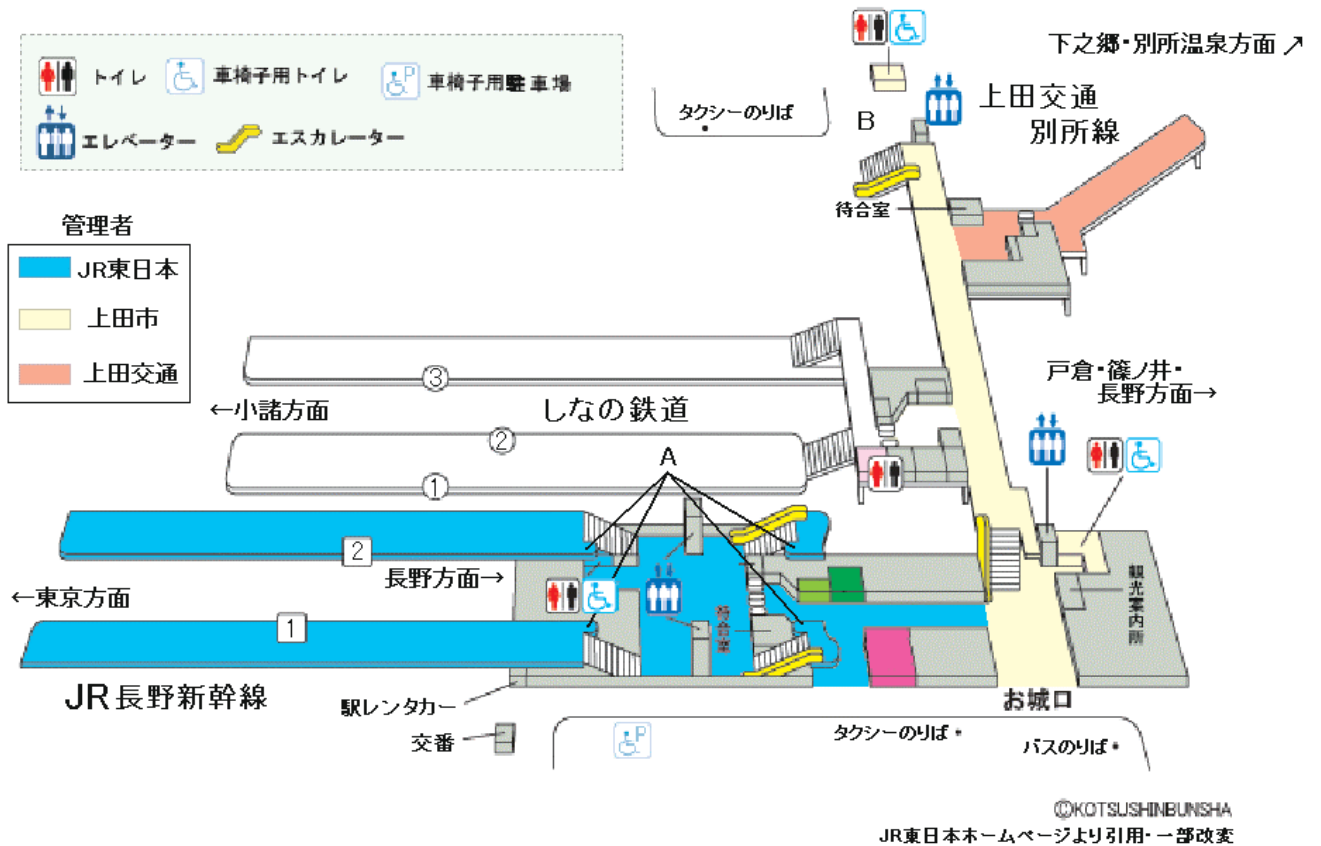 トイレ
車椅子用トイレ
車椅子用駐車場
エレベーター
エスカレーター
管理者
JR東日本
上田市
上田交通
下之郷・別所温泉方面↗
上田交通
別所線
タクシーのりば
B
待合室
戸倉・篠ノ井・
長野方面→
③
←小諸方面
しなの鉄道
②
①
A
2
長野方面→
←東京方面
1
待合室
観光案内所
JR長野新幹線
駅レンタカー
お城口
交番
P
タクシーのりば
バスのりば
©KOTSUSHINBUNSHA
JR東日本ホームページより引用・一部改変